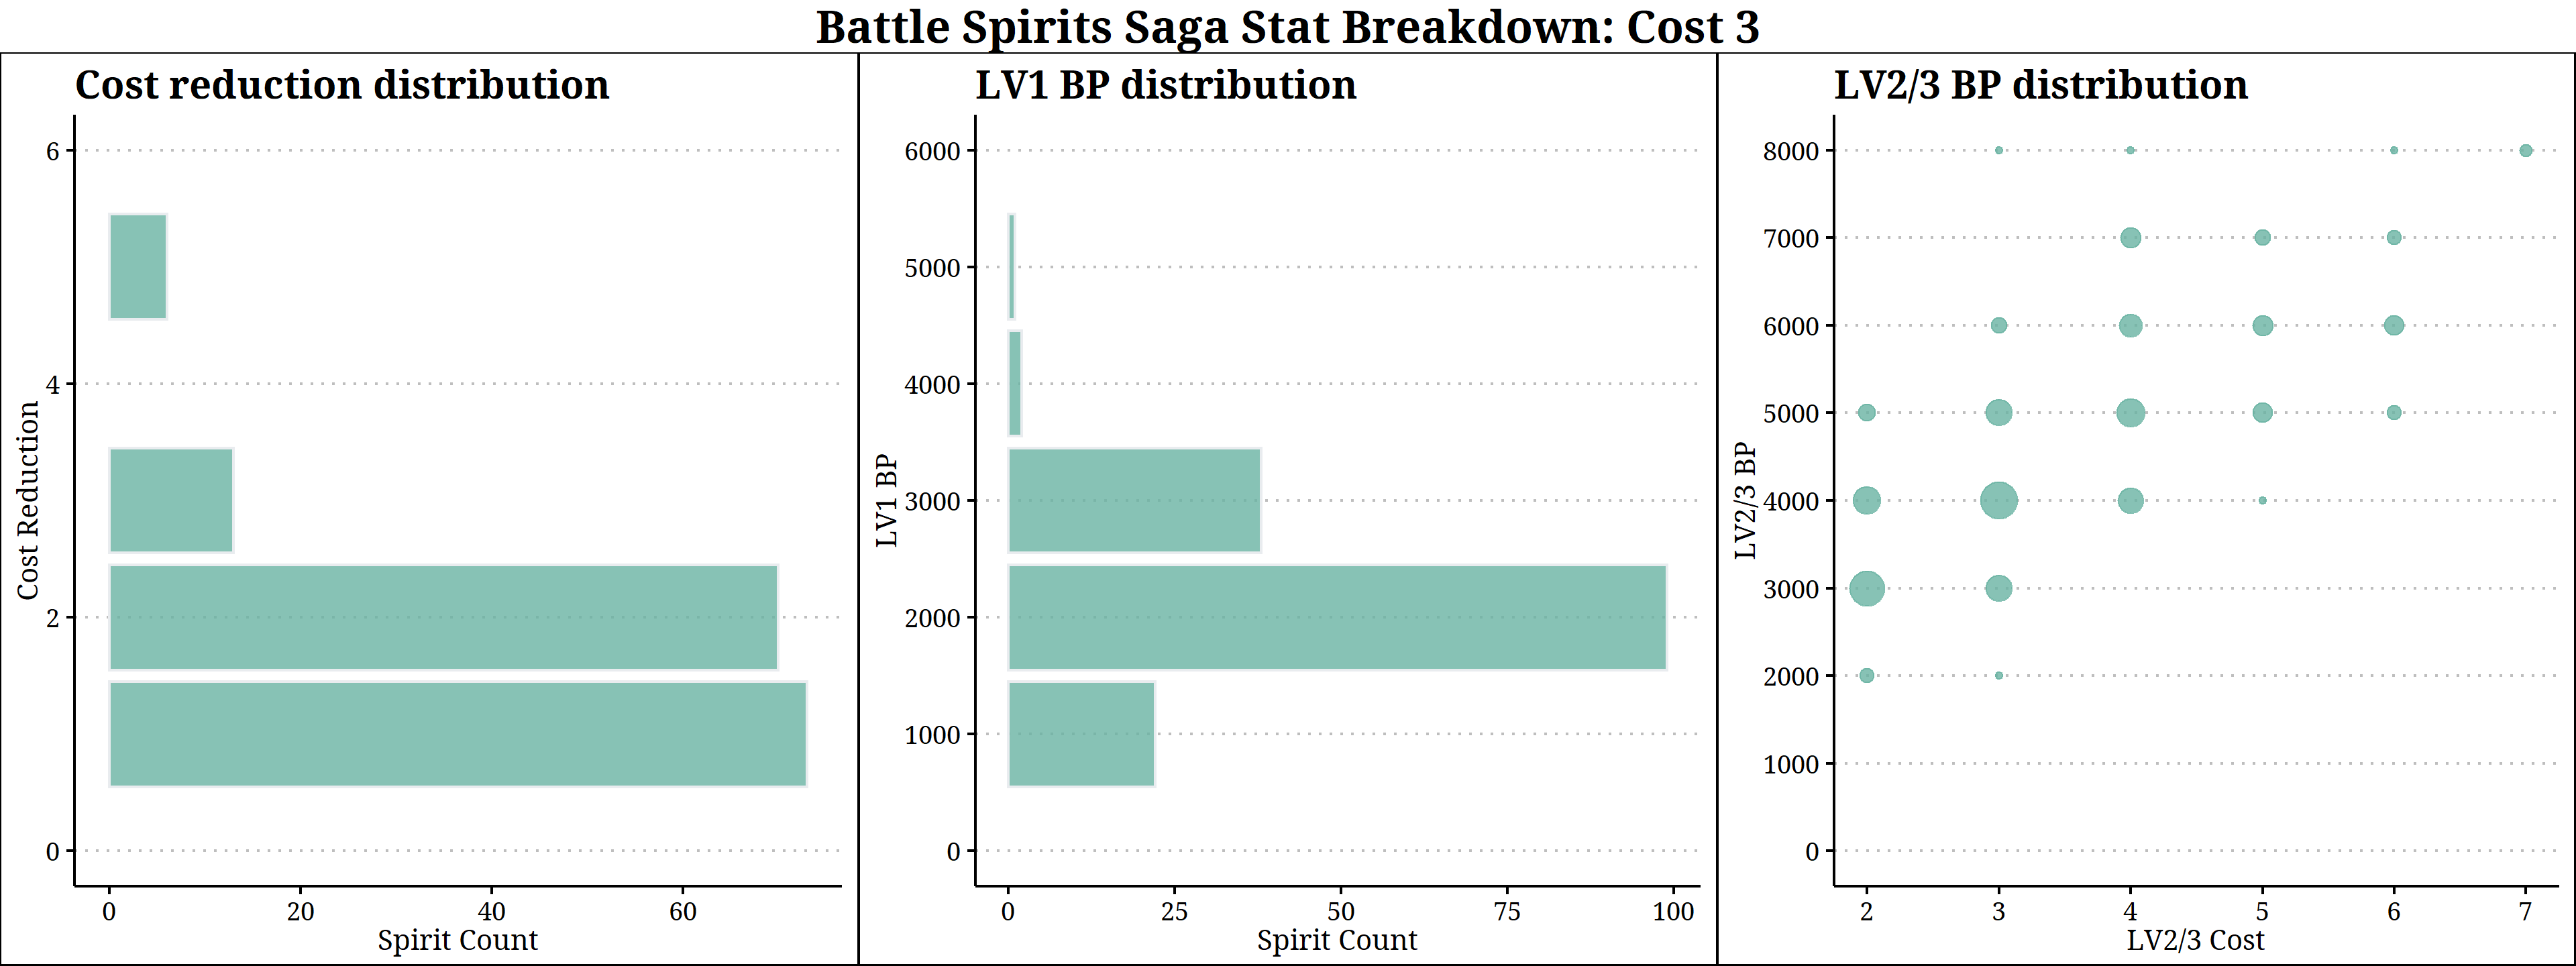 Battle Spirits Saga Stat Breakdown: Cost 3
Cost reduction distribution
Cost Reduction
6
4
2
0
0 20 40 60
Spirit Count
LV1 BP distribution
LV1 BP
6000
5000
4000
3000
2000
1000
0
0 25 50 75 100
Spirit Count
LV2/3 BP distribution
LV2/3 BP
8000
7000
6000
5000
4000
3000
2000
1000
0
2 3 4 5 6 7
LV2/3 Cost